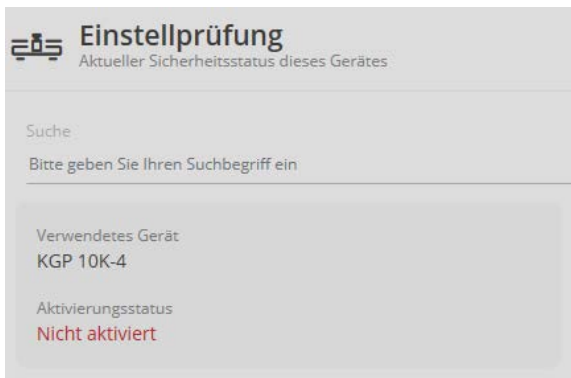 Einstellprüfung
Aktueller Sicherheitsstatus dieses Gerätes
Suche
Bitte geben Sie Ihren Suchbegriff ein
Verwendetes Gerät
KGP 10K-4
Aktivierungsstatus
Nicht aktiviert